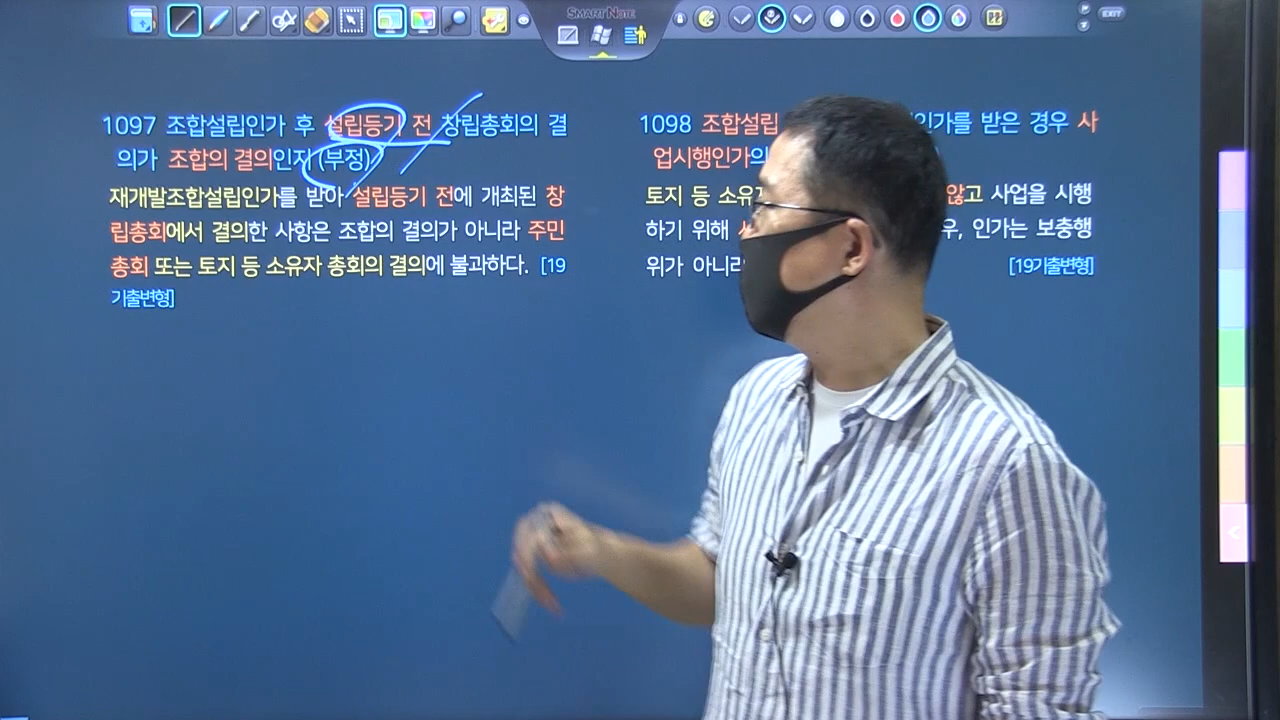 SMART NOTE
EXIT
1097 조합설립인가 후 설립등기 전 창립총회의 결
의가 조합의 결의인지 (부정)
재개발조합설립인가를 받아 설립등기 전에 개최된 창
립총회에서 결의한 사항은 조합의 결의가 아니라 주민
총회 또는 토지 등 소유자 총회의 결의에 불과하다. [19
기출변형]
1098 조합설립 인가를 받은 경우 사
업시행인가의
토지 등 소유 않고 사업을 시행
하기 위해 우, 인가는 보충행
위가 아니라 [19기출변형]